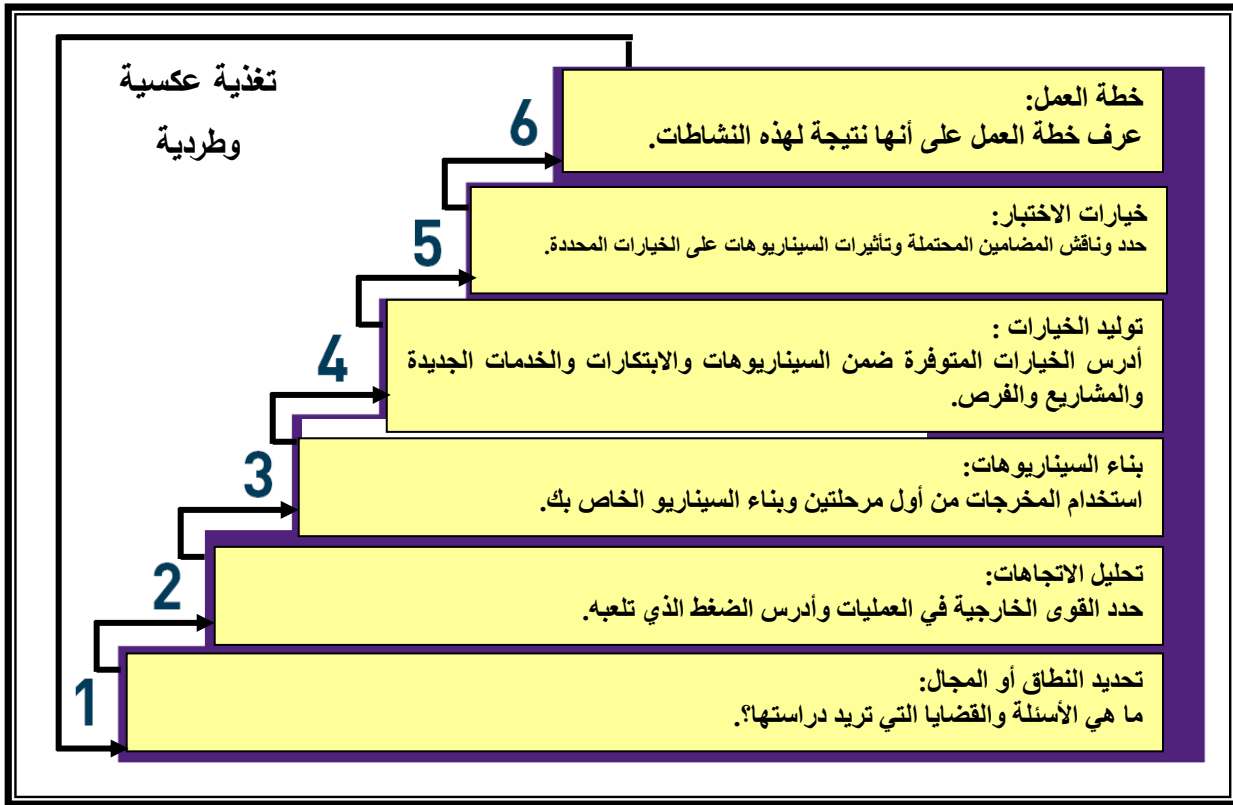 تغذية عكسية
وطردية
6
خطة العمل:
عرف خطة العمل على أنها نتيجة لهذه النشاطات.
5
خيارات الاختبار:
حدد وناقش المضامين المحتملة وتأثيرات السيناريوهات على الخيارات المحددة.
4
توليد الخيارات :
أدرس الخيارات المتوفرة ضمن السيناريوهات والابتكارات والخدمات الجديدة
والمشاريع والفرص.
3
بناء السيناريوهات:
استخدام المخرجات من أول مرحلتين وبناء السيناريو الخاص بك.
2
تحليل الاتجاهات:
حدد القوى الخارجية في العمليات وأدرس الضغط الذي تلعبه.
1
تحديد النطاق أو المجال:
ما هي الأسئلة والقضايا التي تريد دراستها؟.